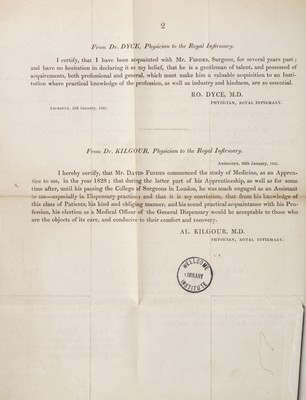 2
From Dr. DYCE, Physician to the Royal Infirmary.
I certify, that I have been acquainted with Mr. FIDDES, Surgeon, for several years past;
and have no hesitation in declaring it as my belief, that he is a gentleman of talent, and possessed of
acquirements, both professional and general, which must make him a valuable acquisition to an Insti-
tution where practical knowledge of the profession, as well as industry and kindness, are so essential.
RO. DYCE, M.D.
PHYSICIAN, ROYAL INFIRMARY.
January,
From Dr. KILGOUR, Physician to the Royal Infirmary.
ABERDEEN, January,
I hereby certify, that Mr. DAVID FIDDES commenced the study of Medicine, as an Appren-
tice to me, in the year 1828; that during the latter part of his Apprenticeship, as well as for some
time after, until his passing the College of Surgeons in London, he was much engaged as an Assistant
to me—especially in Dispensary practice; and that it is my conviction, that from his knowledge of
this class of Patients, his kind and obliging manner, and his sound practical acquaintance with his Pro-
fession, his election as a Medical Officer of the General Dispensary would be acceptable to those who
are the objects of its care, and conducive to their comfort and recovery.
AL. KILGOUR, M.D.
PHYSICIAN, ROYAL INFIRMARY.
WELLCOME
LIBRARY
INSTITUTE